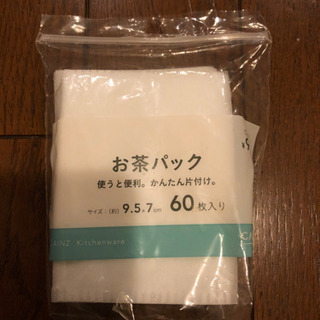 お茶パック
使うと便利。かんたん片付け。
サイズ:(約) 9.5×7cm 60枚入り
CAINZ Kitchenware